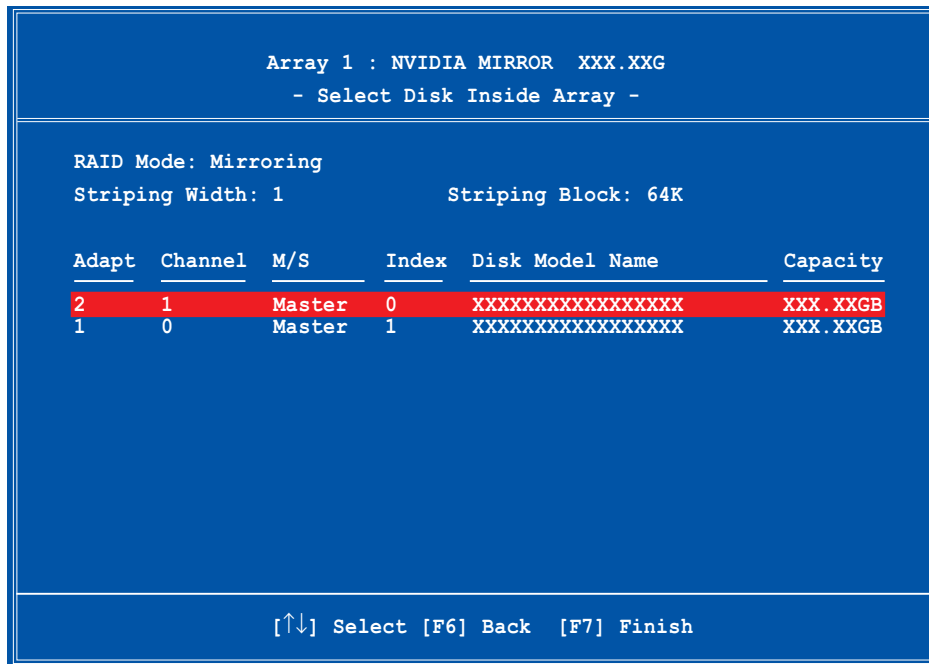 Array 1 : NVIDIA MIRROR XXX.XXG
- Select Disk Inside Array -
RAID Mode: Mirroring
Striping Width: 1 Striping Block: 64K
Adapt Channel M/S Index Disk Model Name Capacity
2 1 Master 0 XXXXXXXXXXXXXXXXX XXX.XXGB
1 0 Master 1 XXXXXXXXXXXXXXXXX XXX.XXGB
[↑↓] Select [F6] Back [F7] Finish